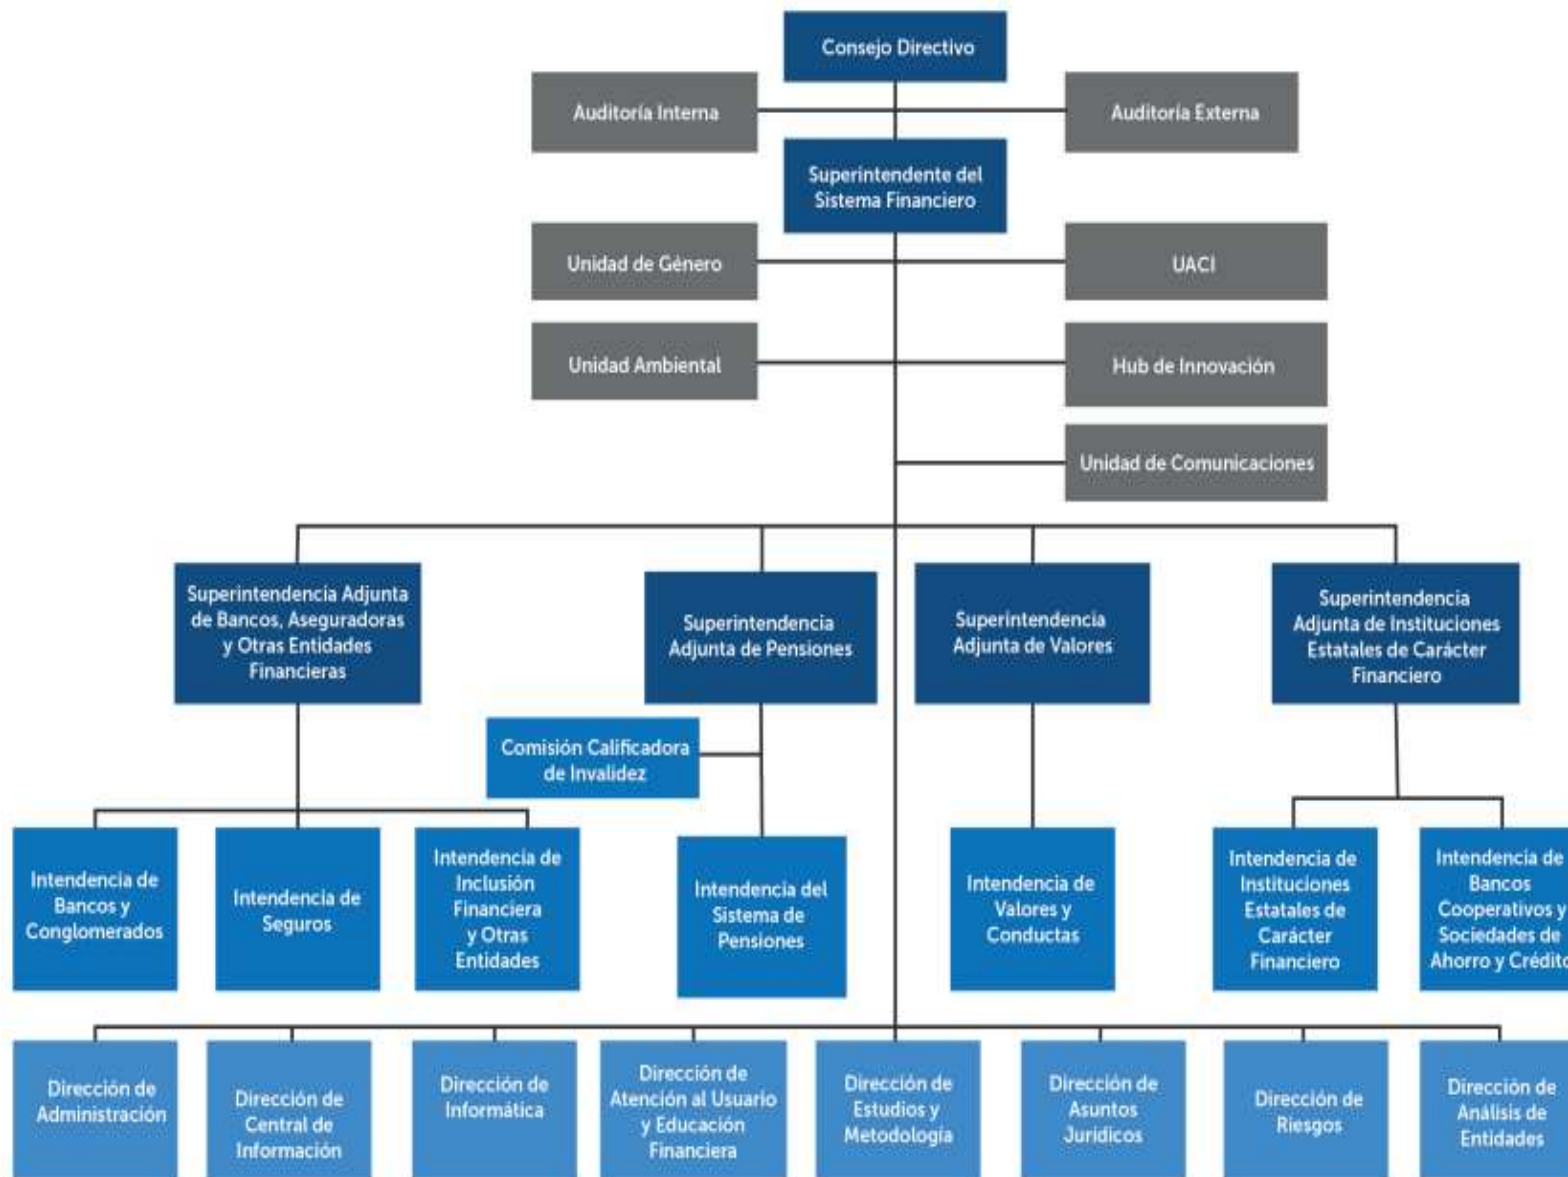 Consejo Directivo
Auditoría Interna
Auditoría Externa
Superintendente del
Sistema Financiero
Unidad de Género
UACI
Unidad Ambiental
Hub de Innovación
Unidad de Comunicaciones
Superintendencia Adjunta
de Bancos, Aseguradoras
y Otras Entidades
Financieras
Superintendencia
Adjunta de Pensiones
Superintendencia
Adjunta de Valores
Superintendencia
Adjunta de Instituciones
Estatales de Carácter
Financiero
Comisión Calificadora
de Invalidez
Intendencia de
Bancos y
Conglomerados
Intendencia de
Seguros
Intendencia de
Inclusión
Financiera
y Otras
Entidades
Intendencia del
Sistema de
Pensiones
Intendencia de
Valores y
Conductas
Intendencia de
Instituciones
Estatales de
Carácter
Financiero
Intendencia de
Bancos
Cooperativos y
Sociedades de
Ahorro y Crédito
Dirección de
Administración
Dirección de
Central de
Información
Dirección de
Informática
Dirección de
Atención al Usuario
y Educación
Financiera
Dirección de
Estudios y
Metodología
Dirección de
Asuntos
Jurídicos
Dirección de
Riesgos
Dirección de
Análisis de
Entidades